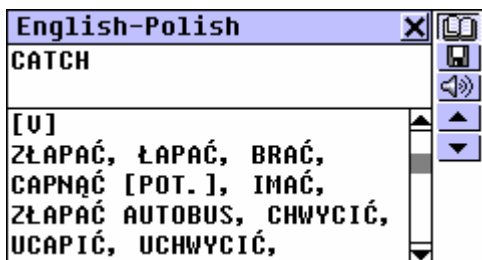 English-Polish
CATCH
[V]
ZŁAPAĆ, ŁAPAĆ, BRAĆ,
CAPNĄĆ [POT.], IMAĆ,
ZŁAPAĆ AUTOBUS, CHWYCIĆ,
UCAPIĆ, UCHWYCIĆ,